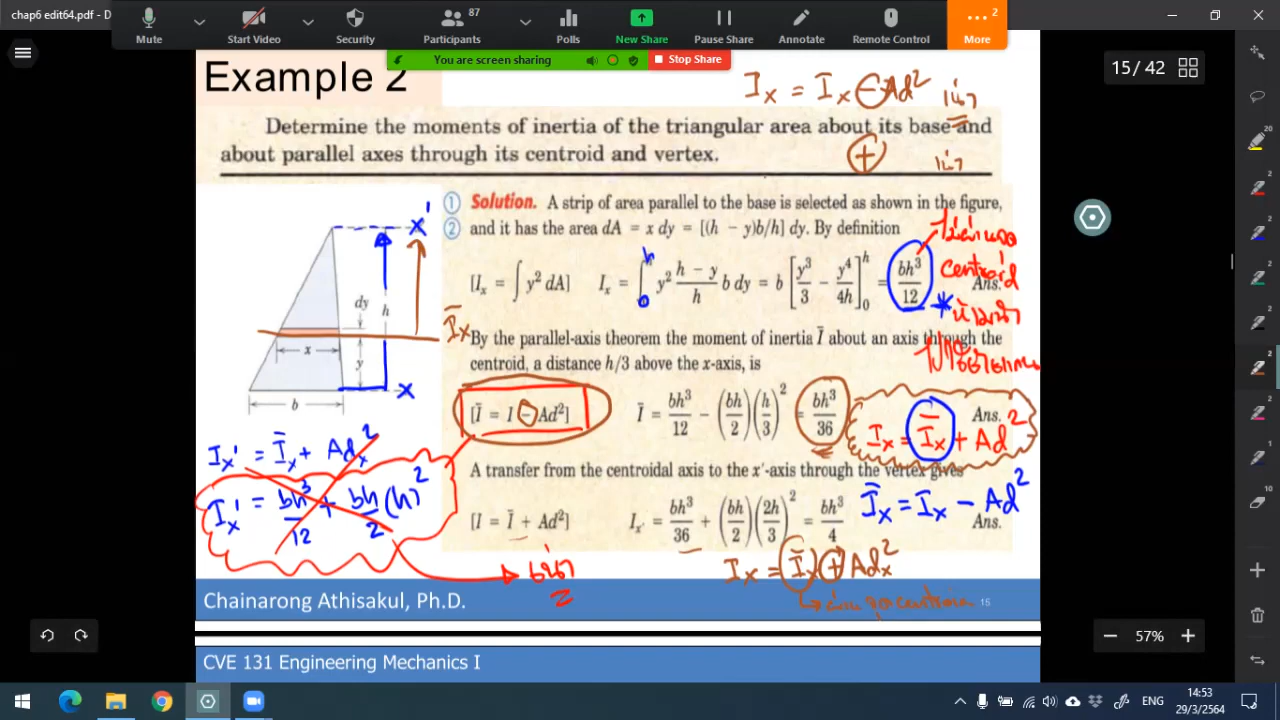 chap6 edit64.pdf
Mute
Start Video
Security
87
Participants
Polls
New Share
Pause Share
Annotate
Remote Control
2
More
You are screen sharing
Stop Share
15 / 42
Example 2
Ix = Ix − Ad²
Determine the moments of inertia of the triangular area about its base and
about parallel axes through its centroid and vertex.
+
① Solution. A strip of area parallel to the base is selected as shown in the figure,
② and it has the area dA = x dy = [(h − y)b/h] dy. By definition
[Ix = ∫ y² dA] Ix = ∫₀ʰ y² (h − y)/h b dy = b [y³/3 − y⁴/4h]₀ʰ = bh³/12 Ans.
centroid
By the parallel-axis theorem the moment of inertia Ī about an axis through the
centroid, a distance h/3 above the x-axis, is
[Ī = I − Ad²] Ī = bh³/12 − (bh/2)(h/3)² = bh³/36 Ans.
Ix = Īx + Ad²
A transfer from the centroidal axis to the x′-axis through the vertex gives
Īx = Ix − Ad²
[I = Ī + Ad²] Ix′ = bh³/36 + (bh/2)(2h/3)² = bh³/4 Ans.
Ix = Īx + Adx²
x'
dy
h
Īx
x
y
x
b
Ix' = Īx + Adx²
Ix' = bh³/12 + bh/2 (h)²
Chainarong Athisakul, Ph.D.
15
CVE 131 Engineering Mechanics I
57%
ENG
14:53
29/3/2564